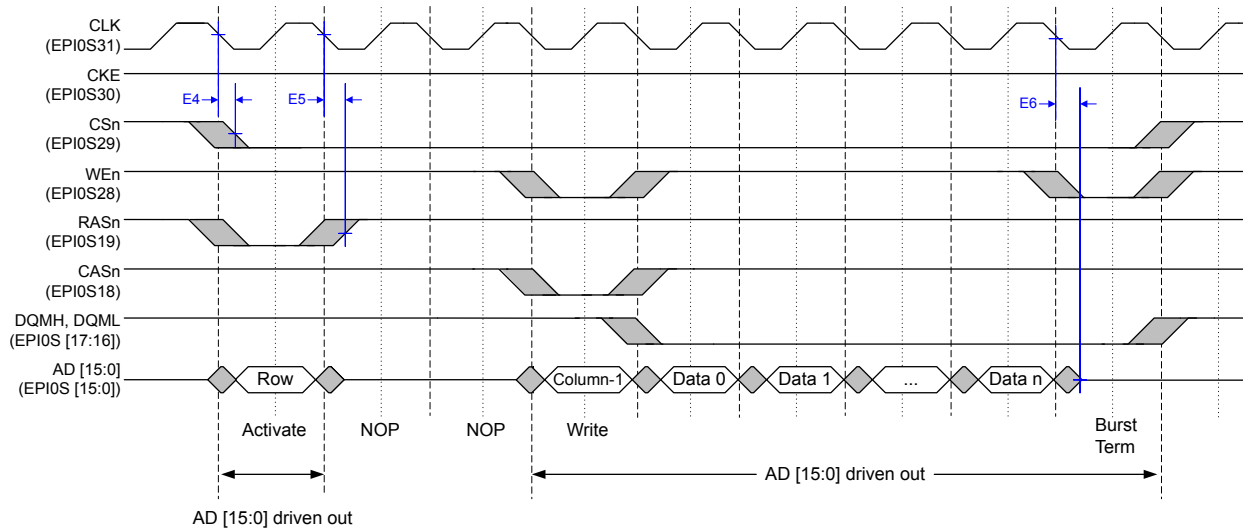 CLK
(EPI0S31)
CKE
(EPI0S30)
E4
E5
E6
CSn
(EPI0S29)
WEn
(EPI0S28)
RASn
(EPI0S19)
CASn
(EPI0S18)
DQMH, DQML
(EPI0S [17:16])
AD [15:0]
(EPI0S [15:0])
Row
Column-1
Data 0
Data 1
...
Data n
Activate
NOP
NOP
Write
Burst
Term
AD [15:0] driven out
AD [15:0] driven out